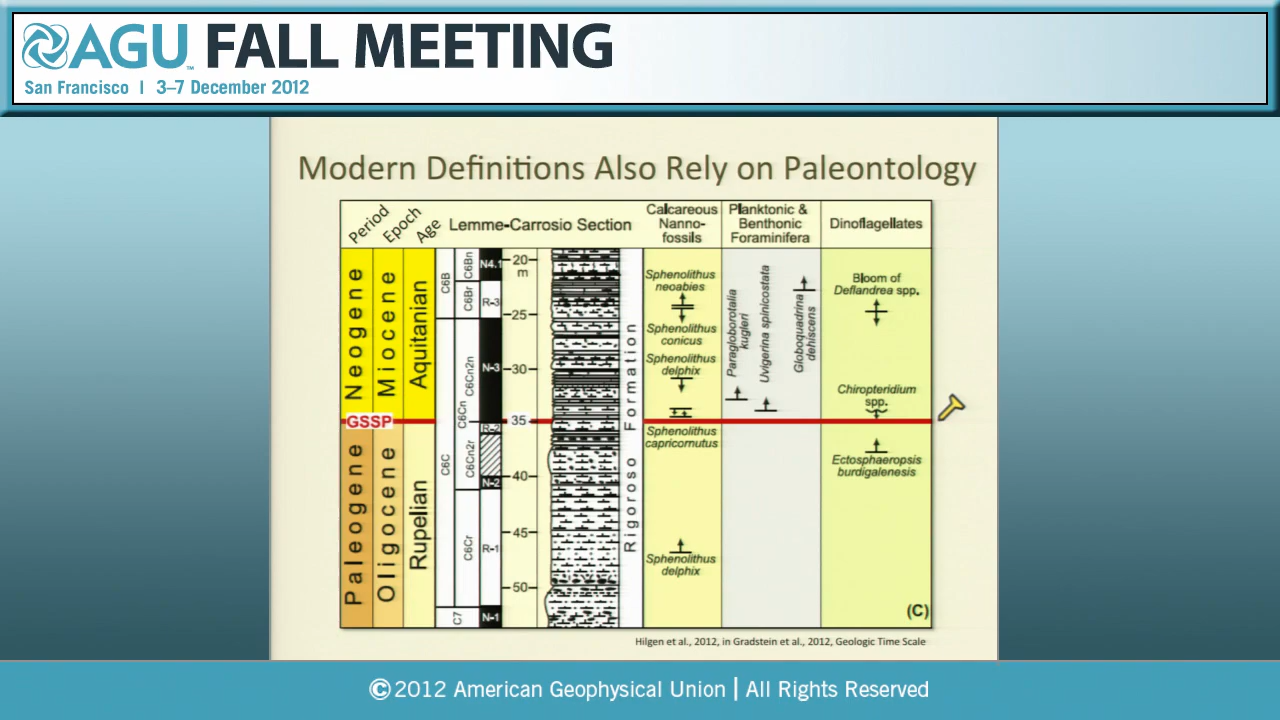 AGU™ FALL MEETING
San Francisco | 3–7 December 2012
Modern Definitions Also Rely on Paleontology
Period
Epoch
Age
Lemme-Carrosio Section
Calcareous
Nanno-
fossils
Planktonic &
Benthonic
Foraminifera
Dinoflagellates
Neogene
Paleogene
Miocene
Oligocene
Aquitanian
Rupelian
GSSP
C6B
C6C
C7
C6Bn
C6Br
C6Cn
C6Cn2n
C6Cn2r
C6Cr
N4.1
R-3
N-3
R-2
N-2
R-1
N-1
20
m
25
30
35
40
45
50
Rigoroso Formation
Sphenolithus
neoabies
Sphenolithus
conicus
Sphenolithus
delphix
Sphenolithus
capricornutus
Sphenolithus
delphix
Paragloborotalia
kugleri
Uvigerina spinicostata
Globoquadrina
dehiscens
Bloom of
Deflandrea spp.
Chiropteridium
spp.
Ectosphaeropsis
burdigalenesis
(C)
Hilgen et al., 2012, in Gradstein et al., 2012, Geologic Time Scale
©2012 American Geophysical Union | All Rights Reserved